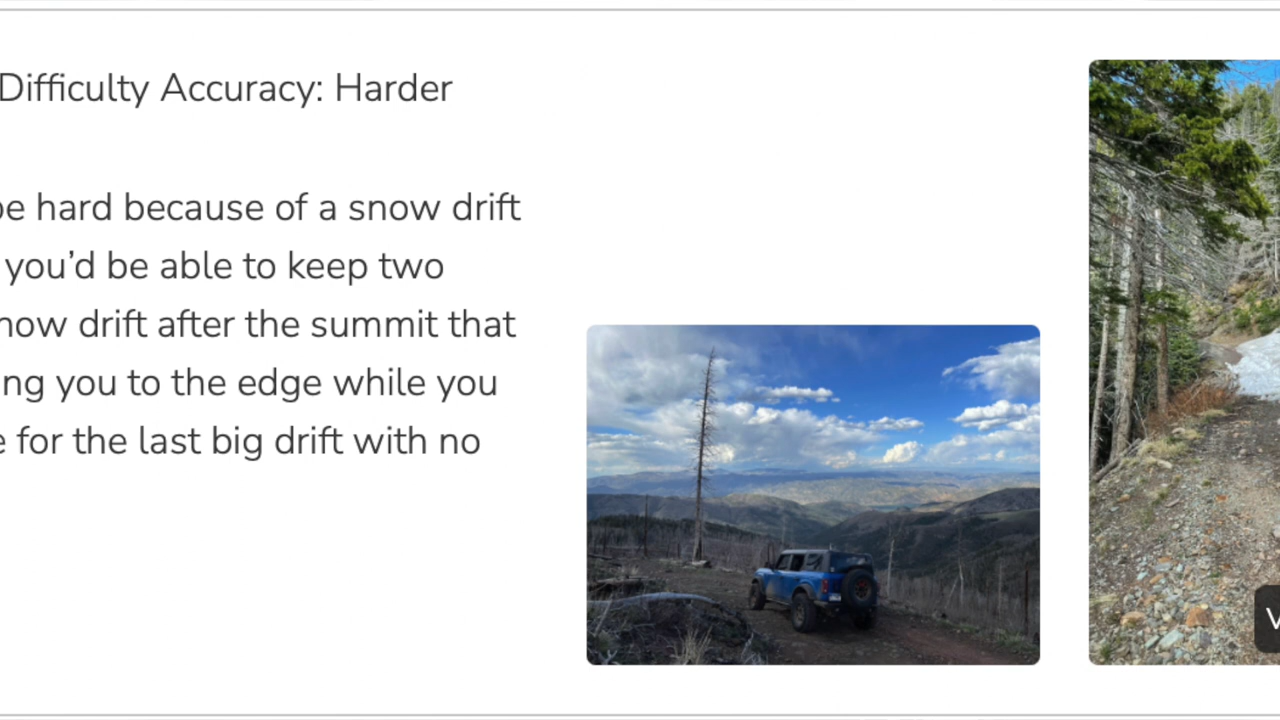 Difficulty Accuracy: Harder
be hard because of a snow drift
you’d be able to keep two
now drift after the summit that
ing you to the edge while you
for the last big drift with no